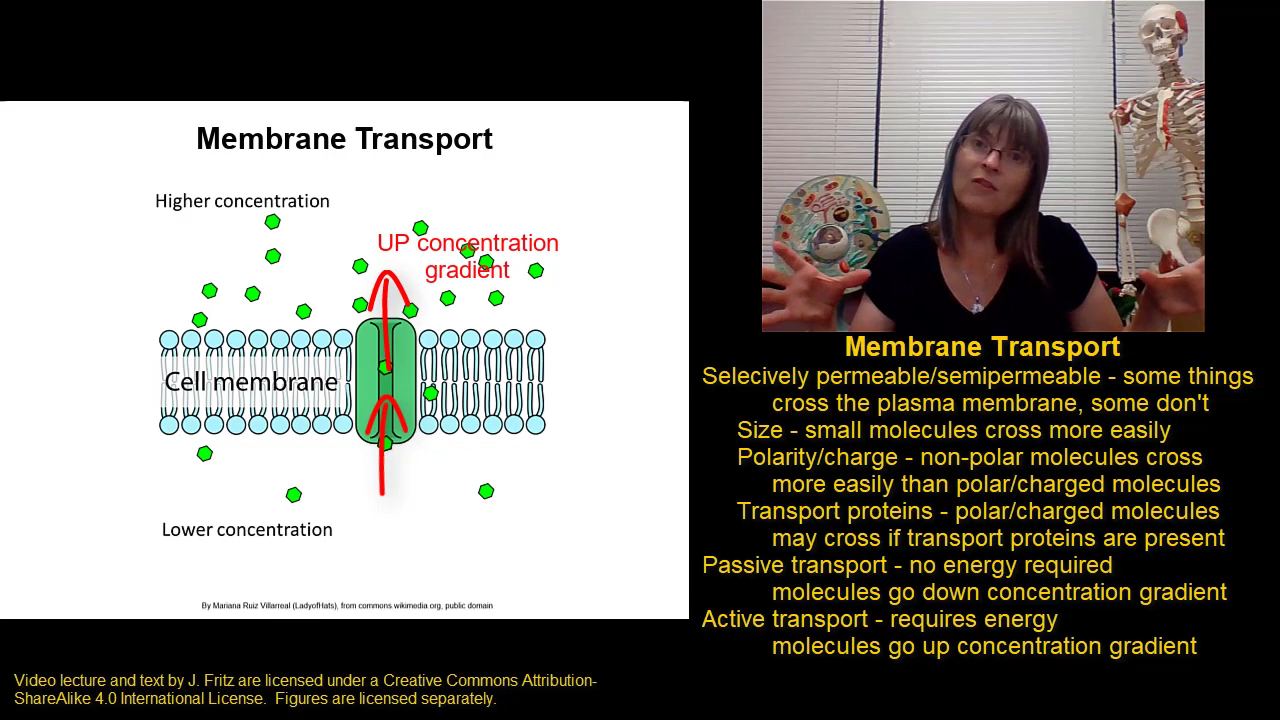 Membrane Transport
Higher concentration
UP concentration
gradient
Cell membrane
Lower concentration
By Mariana Ruiz Villarreal (LadyofHats), from commons wikimedia.org, public domain
Membrane Transport
Selecively permeable/semipermeable - some things
cross the plasma membrane, some don't
Size - small molecules cross more easily
Polarity/charge - non-polar molecules cross
more easily than polar/charged molecules
Transport proteins - polar/charged molecules
may cross if transport proteins are present
Passive transport - no energy required
molecules go down concentration gradient
Active transport - requires energy
molecules go up concentration gradient
Video lecture and text by J. Fritz are licensed under a Creative Commons Attribution-
ShareAlike 4.0 International License.  Figures are licensed separately.